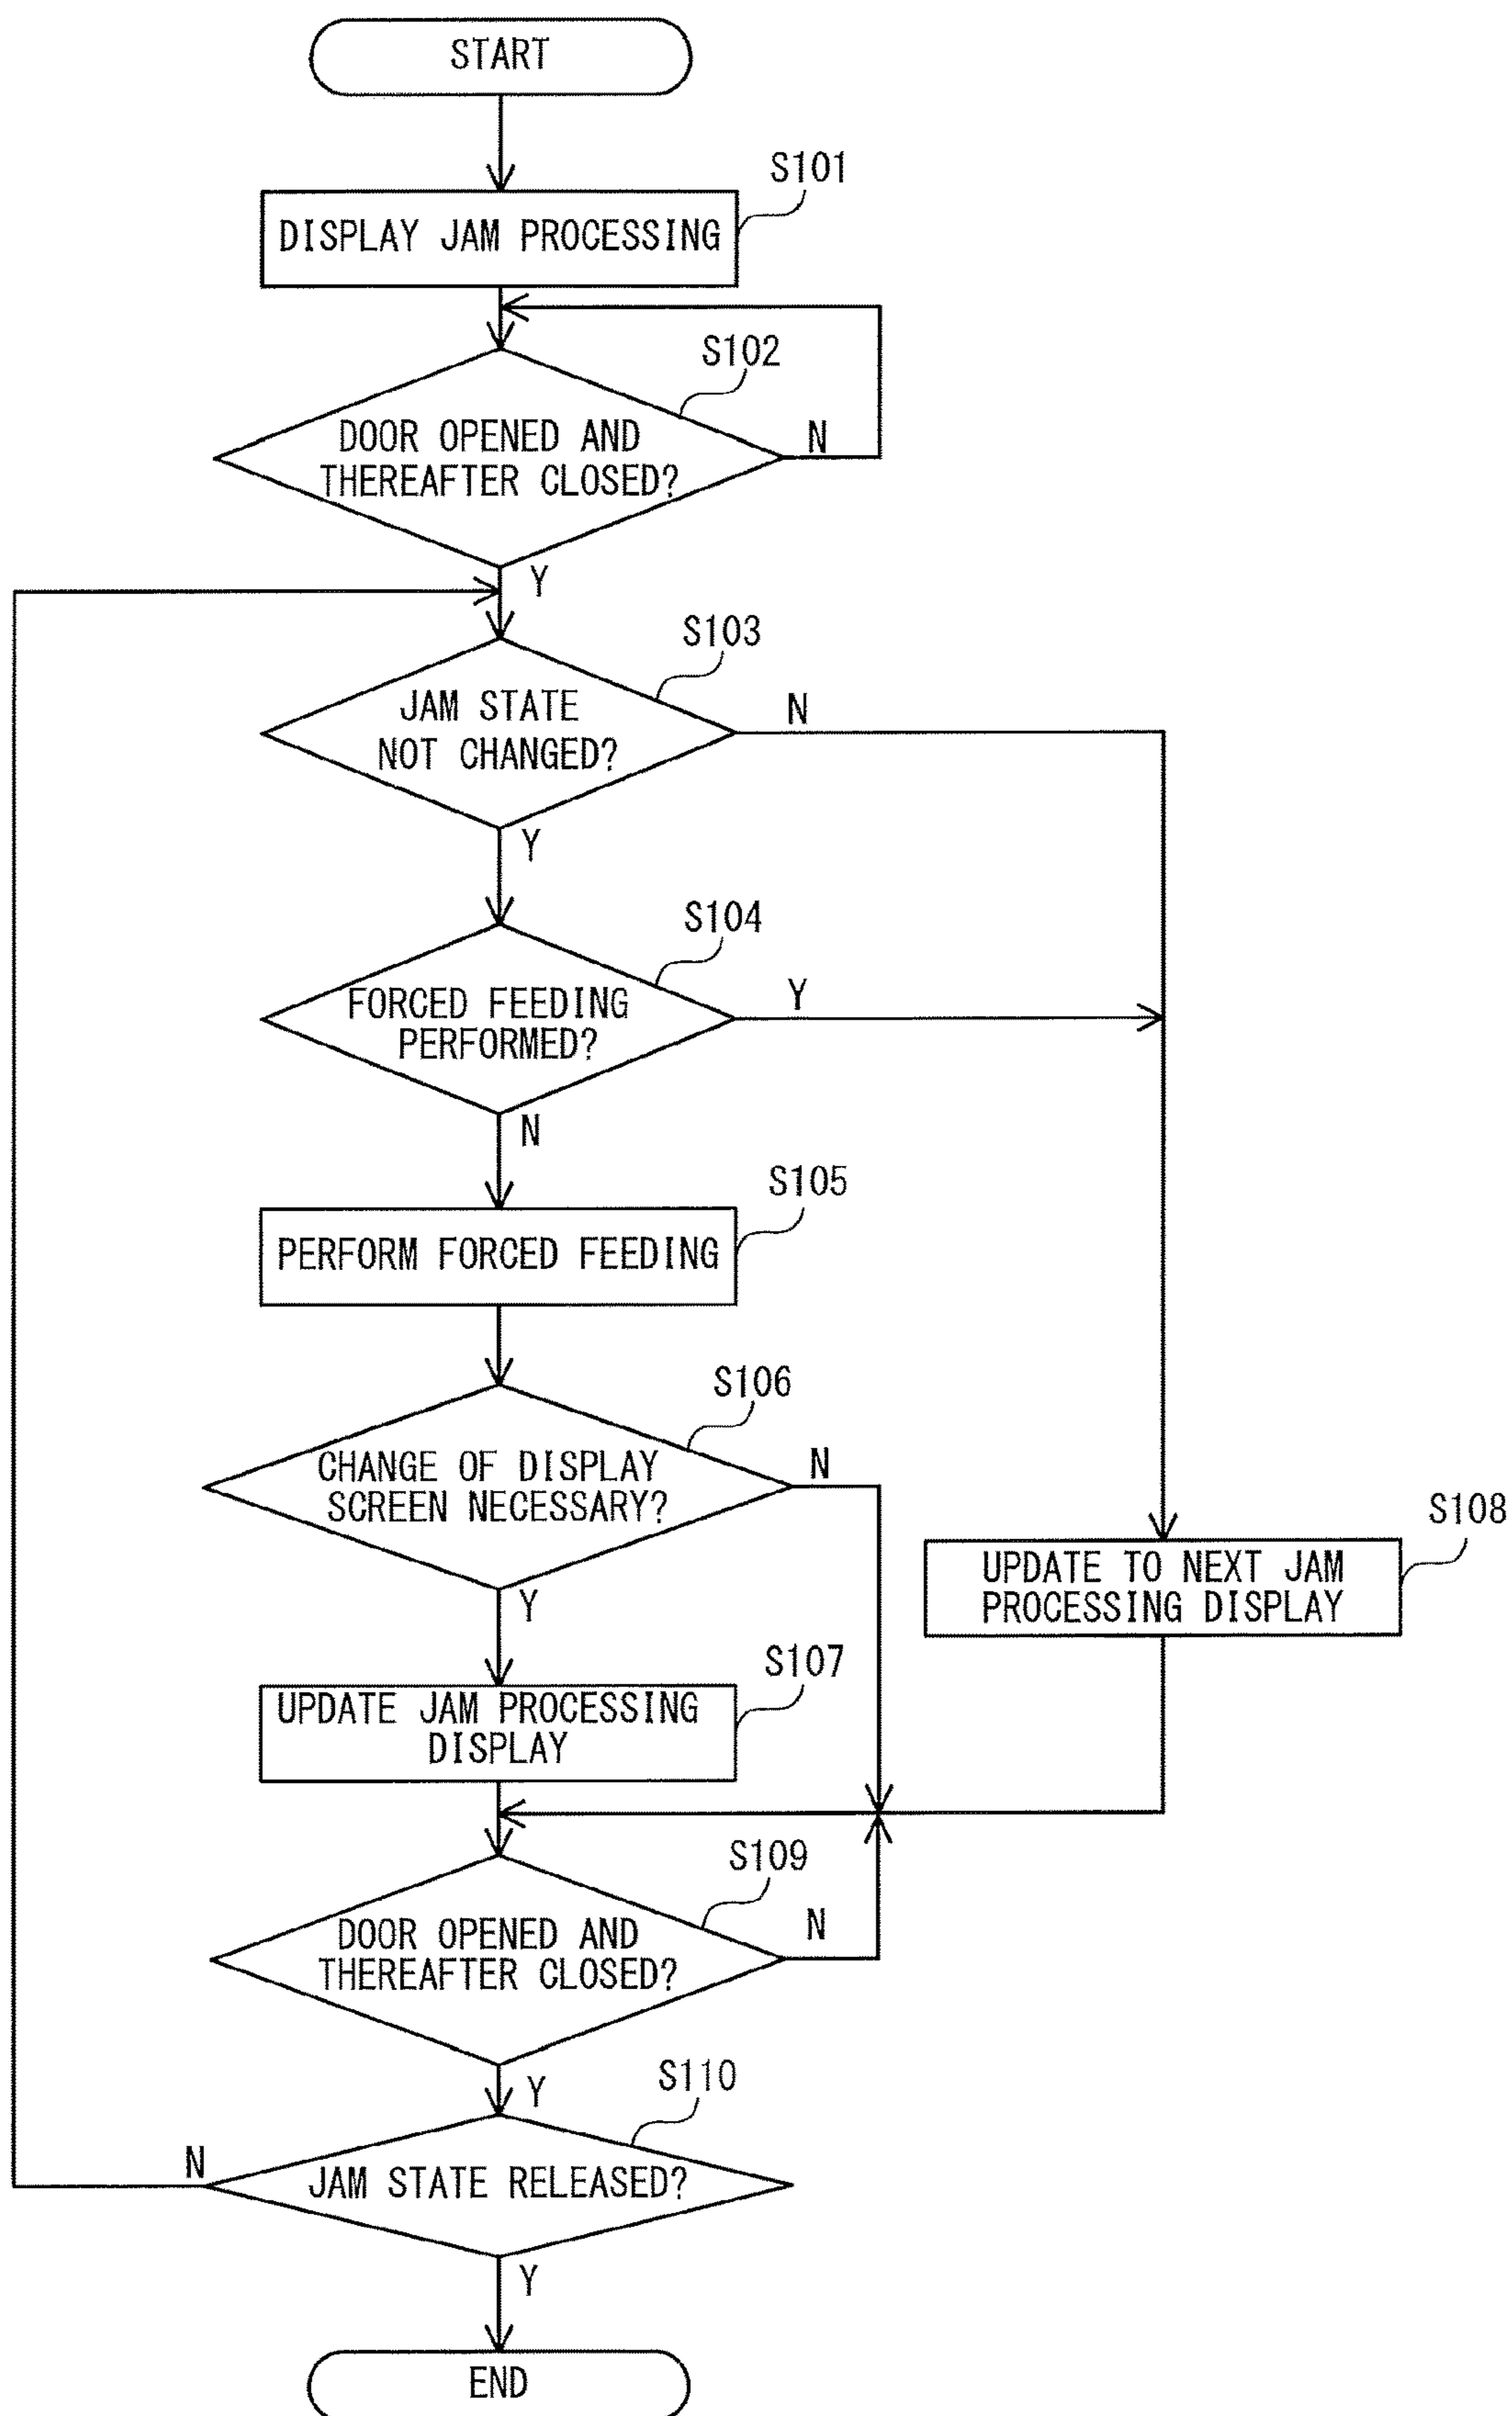 START
S101
DISPLAY JAM PROCESSING
S102
DOOR OPENED AND
THEREAFTER CLOSED?
N
Y
S103
JAM STATE
NOT CHANGED?
N
Y
S104
FORCED FEEDING
PERFORMED?
Y
N
S105
PERFORM FORCED FEEDING
S106
CHANGE OF DISPLAY
SCREEN NECESSARY?
N
Y
S108
UPDATE TO NEXT JAM
PROCESSING DISPLAY
S107
UPDATE JAM PROCESSING
DISPLAY
S109
DOOR OPENED AND
THEREAFTER CLOSED?
N
Y
S110
JAM STATE RELEASED?
N
Y
END